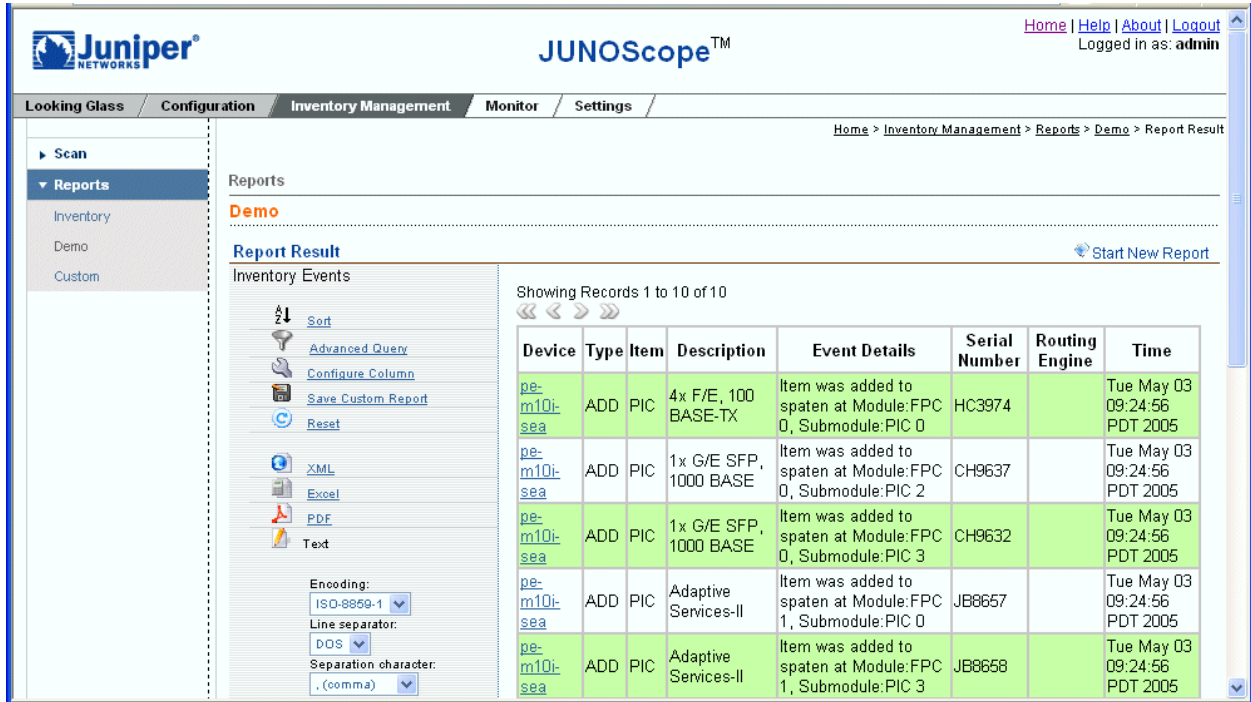 Home | Help | About | Logout
Juniper®
NETWORKS
JUNOScope™
Logged in as: admin
Looking Glass / Configuration / Inventory Management / Monitor / Settings /
Home > Inventory Management > Reports > Demo > Report Result
Scan
Reports
Inventory
Demo
Custom
Reports
Demo
Report Result
Start New Report
Inventory Events
Sort
Advanced Query
Configure Column
Save Custom Report
Reset
XML
Excel
PDF
Text
Encoding:
ISO-8859-1
Line separator:
DOS
Separation character:
, (comma)
Showing Records 1 to 10 of 10
Device Type Item Description Event Details Serial Number Routing Engine Time
pe-
m10i-
sea
ADD
PIC
4x F/E, 100
BASE-TX
Item was added to
spaten at Module:FPC
0, Submodule:PIC 0
HC3974
Tue May 03
09:24:56
PDT 2005
pe-
m10i-
sea
ADD
PIC
1x G/E SFP,
1000 BASE
Item was added to
spaten at Module:FPC
0, Submodule:PIC 2
CH9637
Tue May 03
09:24:56
PDT 2005
pe-
m10i-
sea
ADD
PIC
1x G/E SFP,
1000 BASE
Item was added to
spaten at Module:FPC
0, Submodule:PIC 3
CH9632
Tue May 03
09:24:56
PDT 2005
pe-
m10i-
sea
ADD
PIC
Adaptive
Services-II
Item was added to
spaten at Module:FPC
1, Submodule:PIC 0
JB8657
Tue May 03
09:24:56
PDT 2005
pe-
m10i-
sea
ADD
PIC
Adaptive
Services-II
Item was added to
spaten at Module:FPC
1, Submodule:PIC 3
JB8658
Tue May 03
09:24:56
PDT 2005